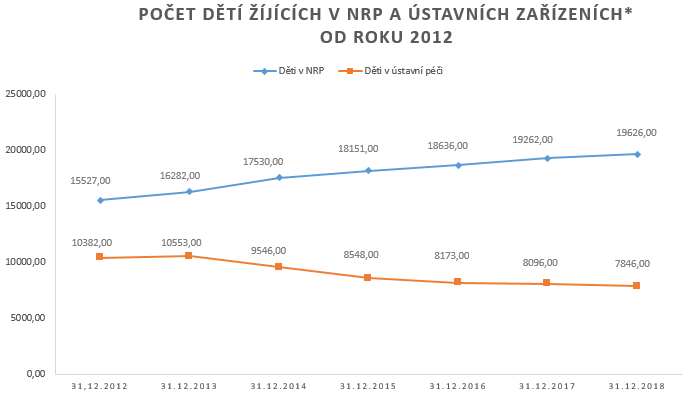 POČET DĚTÍ ŽÍJÍCÍCH V NRP A ÚSTAVNÍCH ZAŘÍZENÍCH*
OD ROKU 2012
Děti v NRP Děti v ústavní péči
25000,00
20000,00
15000,00
10000,00
5000,00
0,00
15527,00 16282,00 17530,00 18151,00 18636,00 19262,00 19626,00
10382,00 10553,00 9546,00 8548,00 8173,00 8096,00 7846,00
31,12.2012 31.12.2013 31.12.2014 31.12.2015 31.12.2016 31.12.2017 31.12.2018